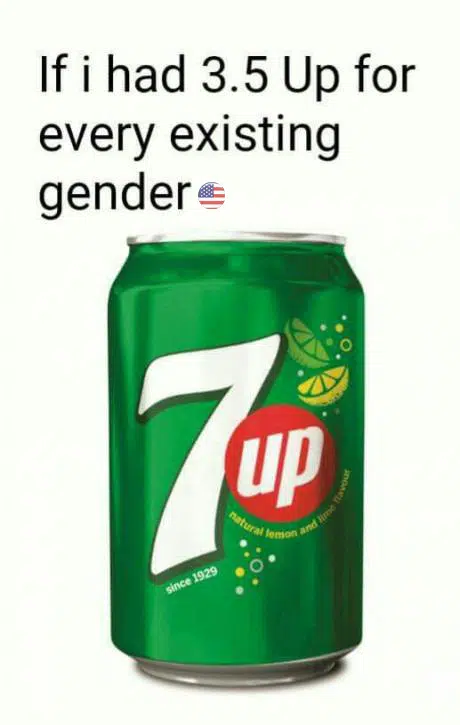 If i had 3.5 Up for
every existing
gender🇺🇸
7
up
natural lemon and lime flavour
since 1929